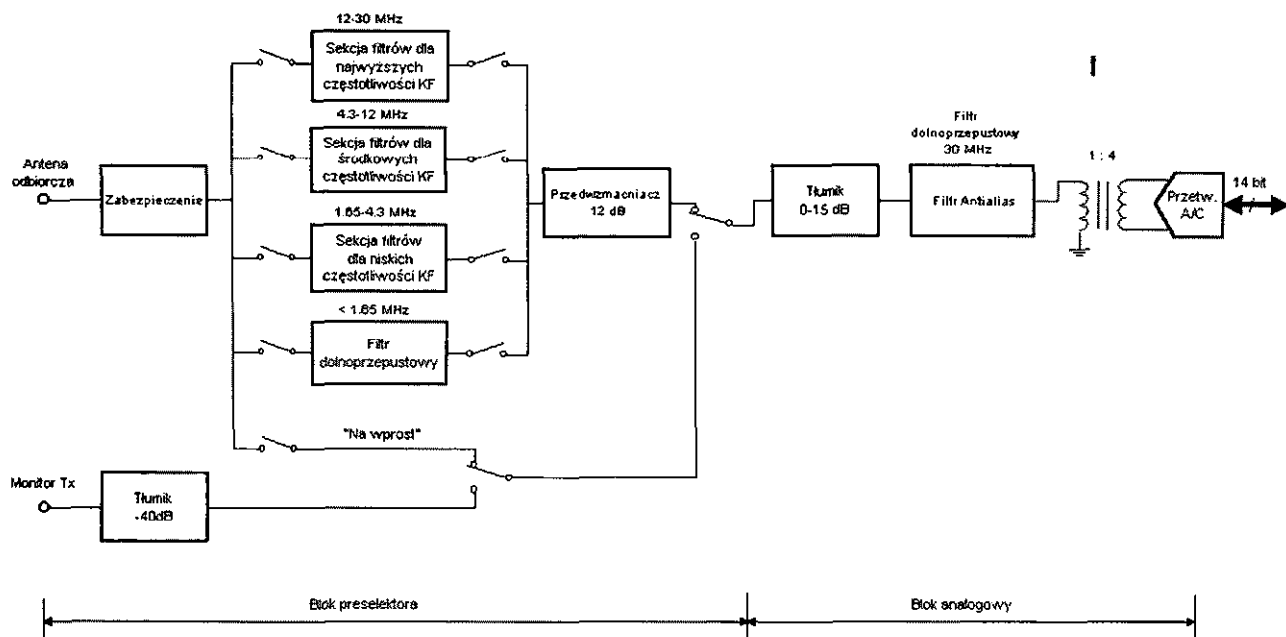 12-30 MHz
Sekcja filtrów dla
najwyższych
częstotliwości KF
4.3-12 MHz
Sekcja filtrów dla
środkowych
częstotliwości KF
Antena
odbiorcza
Zabezpieczenie
1.65-4.3 MHz
Sekcja filtrów
dla niskich
częstotliwości KF
< 1.65 MHz
Filtr
dolnoprzepustowy
Przedwzmacniacz
12 dB
Tłumik
0-15 dB
Filtr
dolnoprzepustowy
30 MHz
Filtr Antialias
1 : 4
Przetw.
A/C
14 bit
"Na wprost"
Monitor Tx
Tłumik
-40dB
Blok preselektora
Blok analogowy